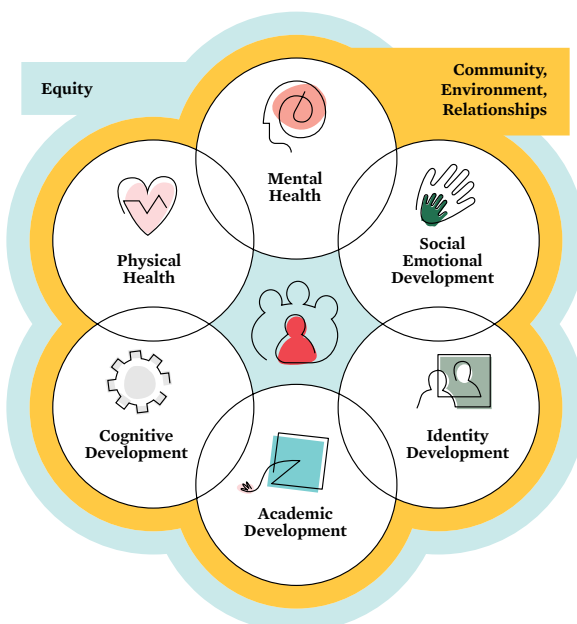 Equity
Community,
Environment,
Relationships
Mental
Health
Physical
Health
Social
Emotional
Development
Cognitive
Development
Identity
Development
Academic
Development